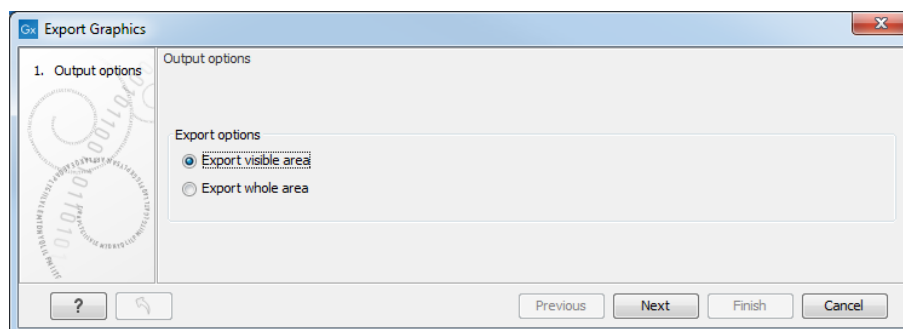 Gx Export Graphics
1. Output options
Output options
Export options
Export visible area
Export whole area
?
Previous Next Finish Cancel